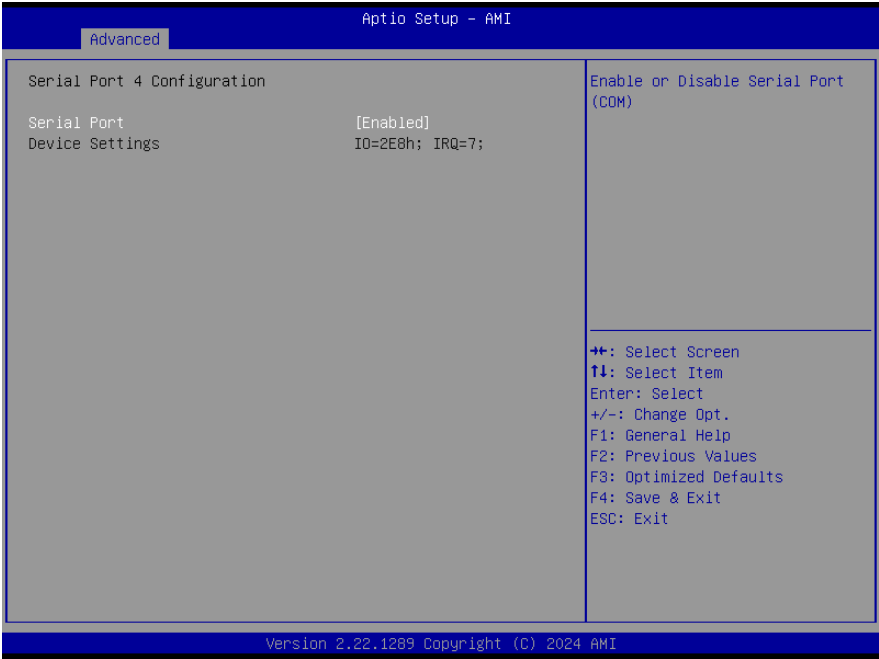 Aptio Setup - AMI
Advanced
Serial Port 4 Configuration
Serial Port [Enabled]
Device Settings IO=2E8h; IRQ=7;
Enable or Disable Serial Port
(COM)
→←: Select Screen
↑↓: Select Item
Enter: Select
+/-: Change Opt.
F1: General Help
F2: Previous Values
F3: Optimized Defaults
F4: Save & Exit
ESC: Exit
Version 2.22.1289 Copyright (C) 2024 AMI